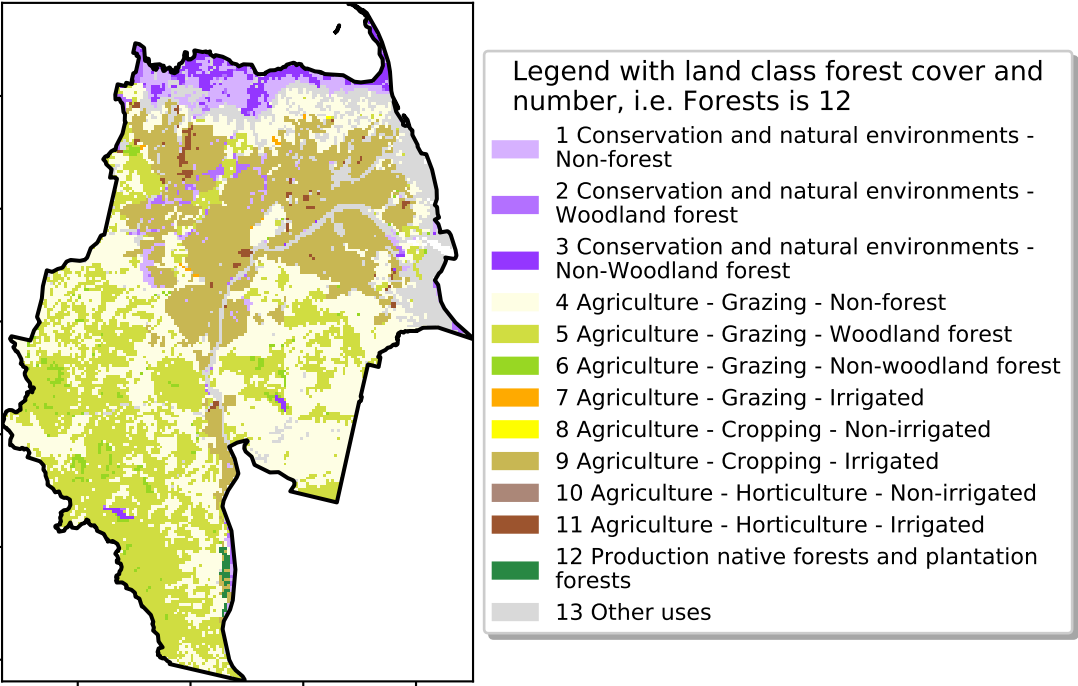 Legend with land class forest cover and
number, i.e. Forests is 12
1 Conservation and natural environments -
Non-forest
2 Conservation and natural environments -
Woodland forest
3 Conservation and natural environments -
Non-Woodland forest
4 Agriculture - Grazing - Non-forest
5 Agriculture - Grazing - Woodland forest
6 Agriculture - Grazing - Non-woodland forest
7 Agriculture - Grazing - Irrigated
8 Agriculture - Cropping - Non-irrigated
9 Agriculture - Cropping - Irrigated
10 Agriculture - Horticulture - Non-irrigated
11 Agriculture - Horticulture - Irrigated
12 Production native forests and plantation
forests
13 Other uses